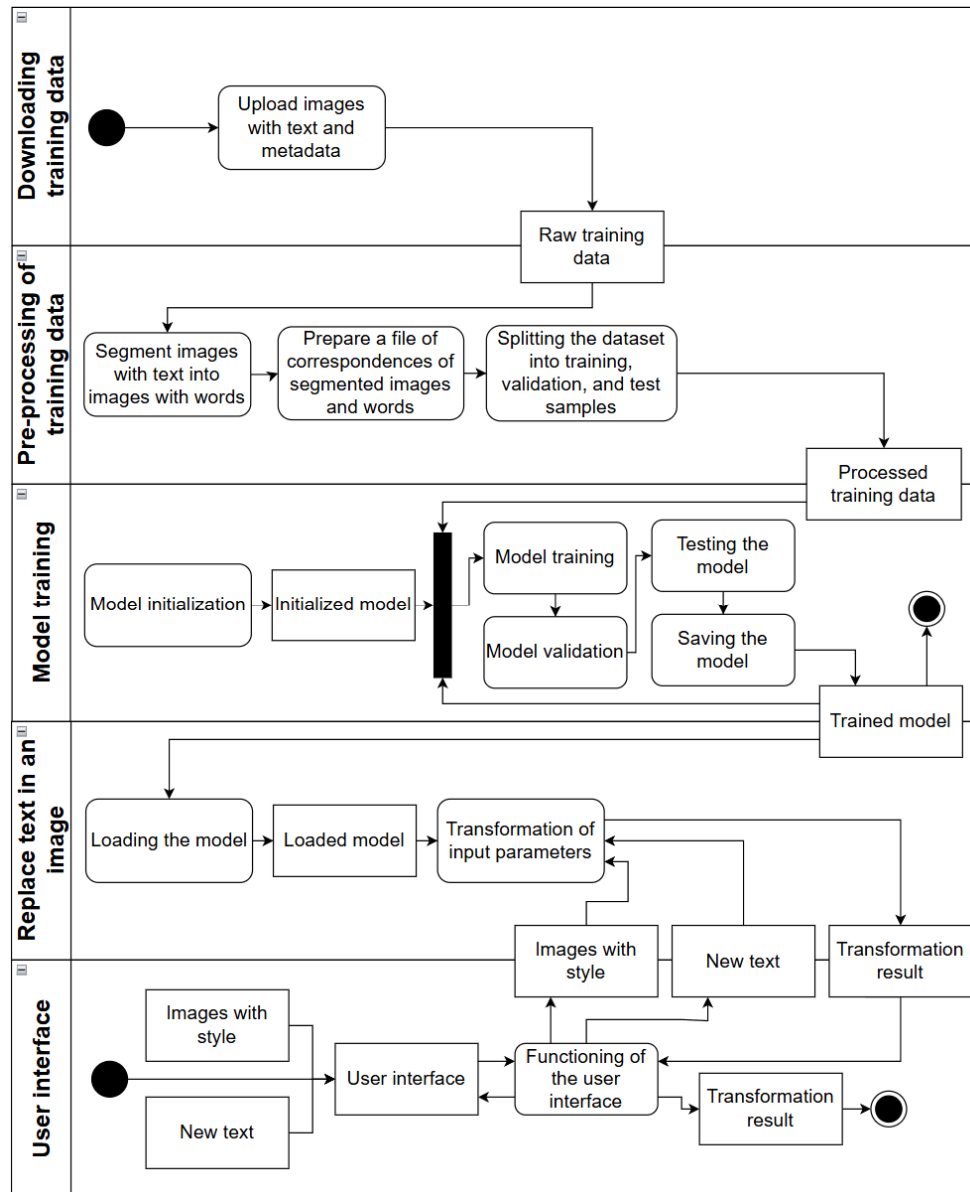 Downloading
training data
Upload images
with text and
metadata
Raw training
data
Pre-processing of
training data
Segment images
with text into
images with words
Prepare a file of
correspondences of
segmented images
and words
Splitting the dataset
into training,
validation, and test
samples
Processed
training data
Model training
Model initialization
Initialized model
Model training
Model validation
Testing the
model
Saving the
model
Trained model
Replace text in an
image
Loading the model
Loaded model
Transformation of
input parameters
Images with
style
New text
Transformation
result
User interface
Images with
style
New text
User interface
Functioning of
the user
interface
Transformation
result